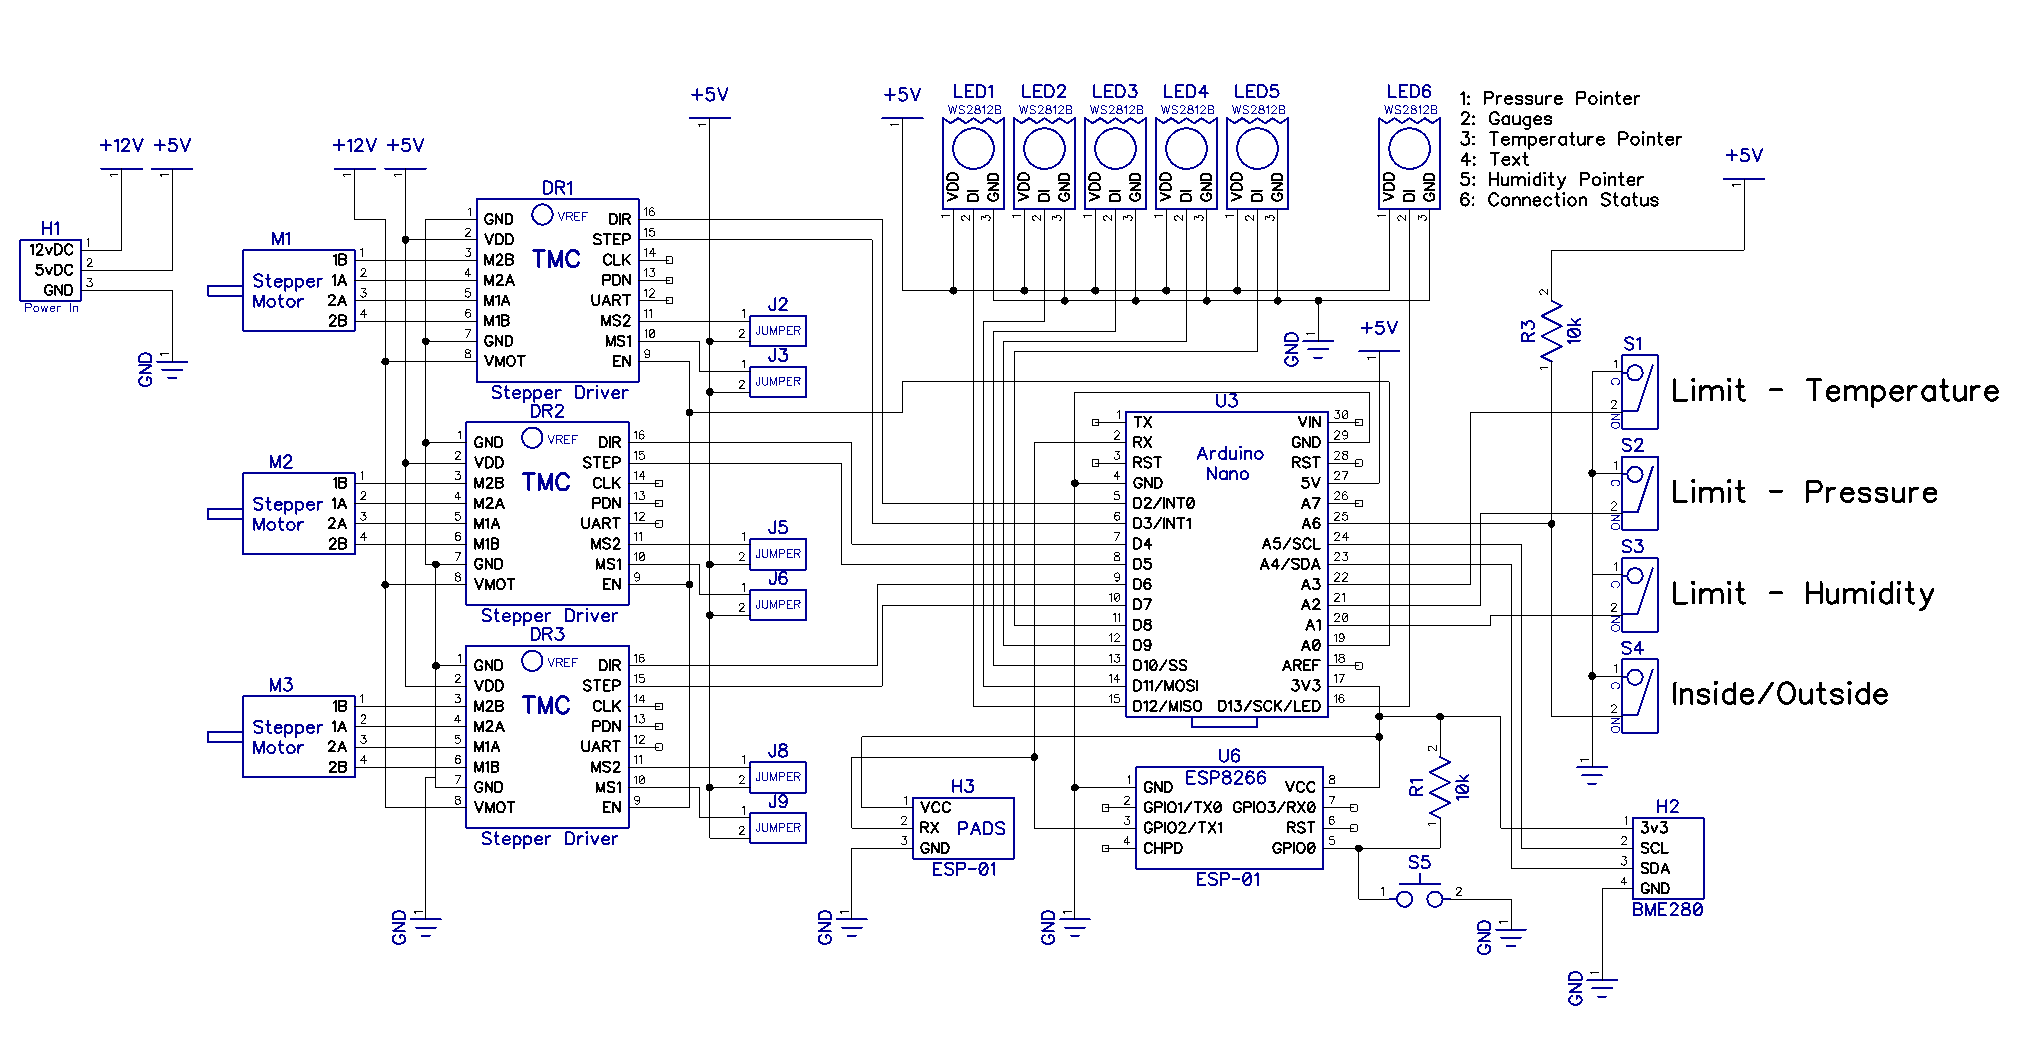 +5V
+5V
LED1 LED2 LED3 LED4 LED5 LED6
WS2812B WS2812B WS2812B WS2812B WS2812B WS2812B
VDD DI GND VDD DI GND VDD DI GND VDD DI GND VDD DI GND VDD DI GND
1 2 3 1 2 3 1 2 3 1 2 3 1 2 3 1 2 3
1: Pressure Pointer
2: Gauges
3: Temperature Pointer
4: Text
5: Humidity Pointer
6: Connection Status
+5V
1
+12V +5V
1 1
H1
12vDC 1
5vDC 2
GND 3
Power In
GND 1
+12V +5V
1 1
DR1
VREF
TMC
1 GND DIR 16
2 VDD STEP 15
3 M2B CLK 14
4 M2A PDN 13
5 M1A UART 12
6 M1B MS2 11
7 GND MS1 10
8 VMOT EN 9
Stepper Driver
M1
Stepper
Motor
1B 1
1A 2
2A 3
2B 4
J2
1 JUMPER
2
J3
1 JUMPER
2
DR2
VREF
TMC
1 GND DIR 16
2 VDD STEP 15
3 M2B CLK 14
4 M2A PDN 13
5 M1A UART 12
6 M1B MS2 11
7 GND MS1 10
8 VMOT EN 9
Stepper Driver
M2
Stepper
Motor
1B 1
1A 2
2A 3
2B 4
J5
1 JUMPER
2
J6
1 JUMPER
2
DR3
VREF
TMC
1 GND DIR 16
2 VDD STEP 15
3 M2B CLK 14
4 M2A PDN 13
5 M1A UART 12
6 M1B MS2 11
7 GND MS1 10
8 VMOT EN 9
Stepper Driver
M3
Stepper
Motor
1B 1
1A 2
2A 3
2B 4
J8
1 JUMPER
2
J9
1 JUMPER
2
GND 1
GND 1
+5V
1
U3
Arduino
Nano
1 TX VIN 30
2 RX GND 29
3 RST RST 28
4 GND 5V 27
5 D2/INT0 A7 26
6 D3/INT1 A6 25
7 D4 A5/SCL 24
8 D5 A4/SDA 23
9 D6 A3 22
10 D7 A2 21
11 D8 A1 20
12 D9 A0 19
13 D10/SS AREF 18
14 D11/MOSI 3V3 17
15 D12/MISO D13/SCK/LED 16
R3
10k
2
1
S1
1 C
2 NO
Limit - Temperature
S2
1 C
2 NO
Limit - Pressure
S3
1 C
2 NO
Limit - Humidity
S4
1 C
2 NO
Inside/Outside
1
H3
1 VCC
2 RX PADS
3 GND
ESP-01
GND 1
U6
ESP8266
1 GND VCC 8
2 GPIO1/TX0 GPIO3/RX0 7
3 GPIO2/TX1 RST 6
4 CHPD GPIO0 5
ESP-01
GND 1
R1
10k
2
1
S5
1 2
GND 1
H2
1 3v3
2 SCL
3 SDA
4 GND
BME280
GND 1